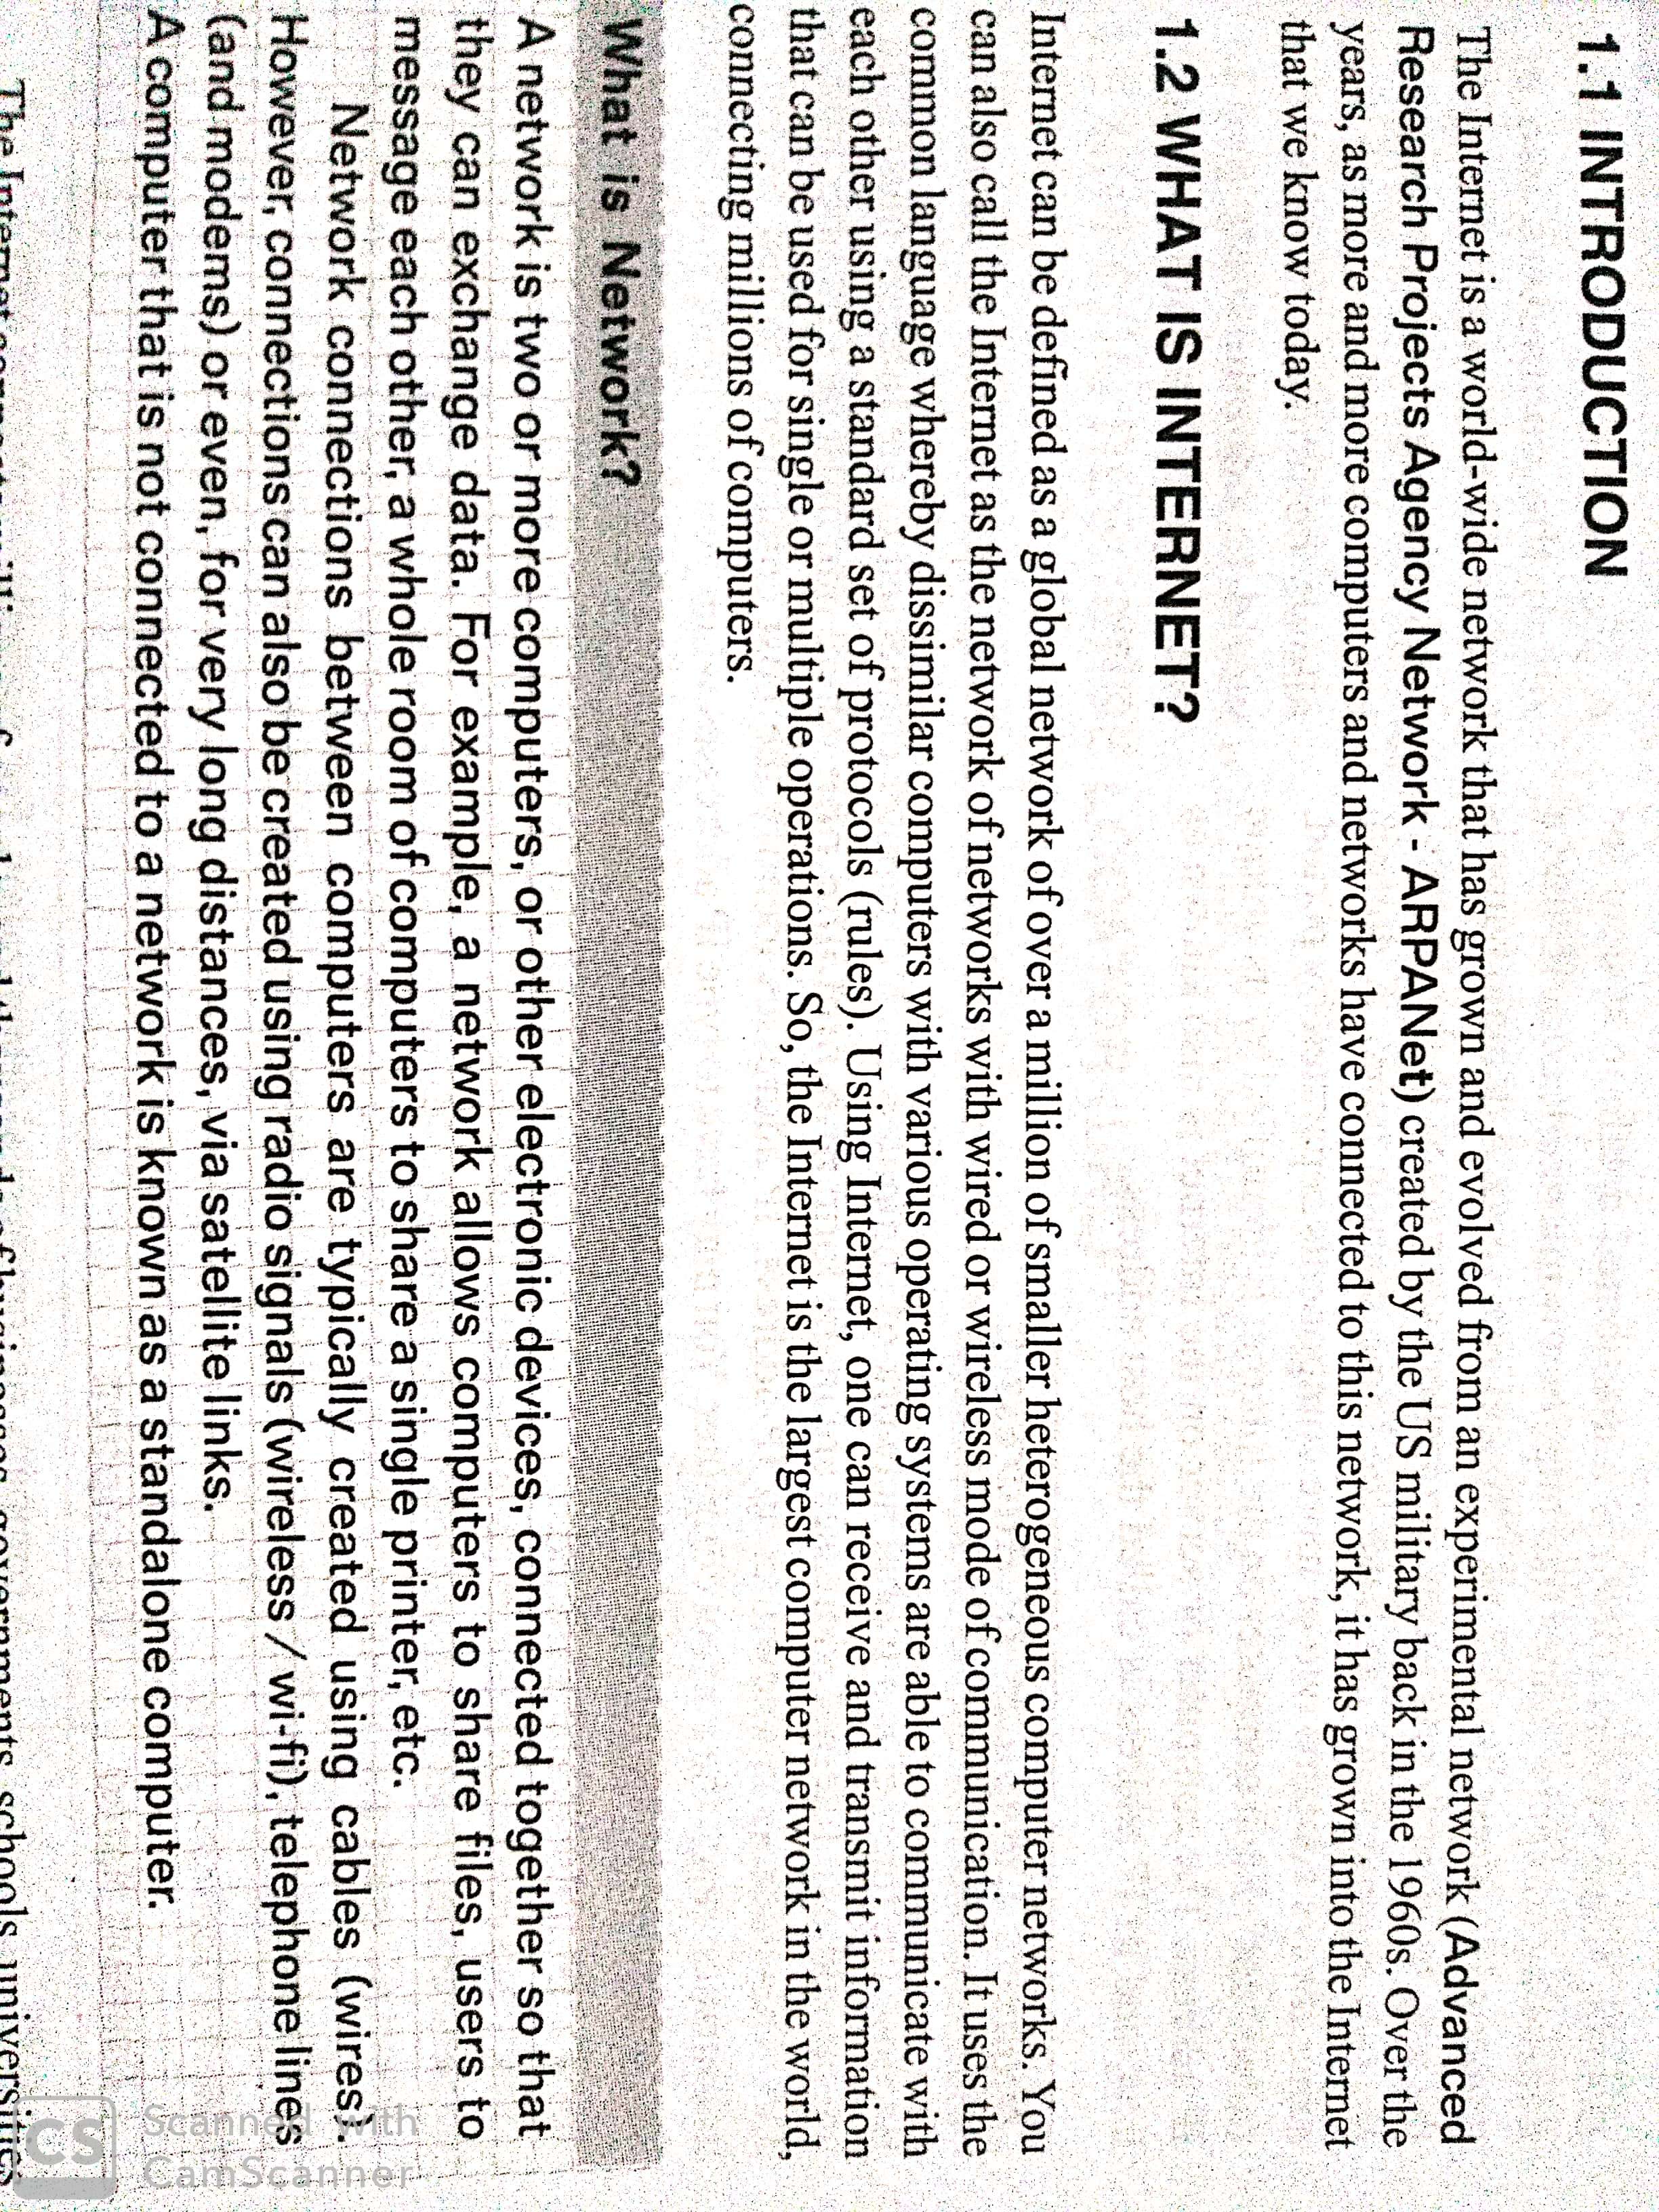 1.1 INTRODUCTION
The Internet is a world-wide network that has grown and evolved from an experimental network (Advanced
Research Projects Agency Network - ARPANet) created by the US military back in the 1960s. Over the
years, as more and more computers and networks have connected to this network, it has grown into the Internet
that we know today.
1.2 WHAT IS INTERNET?
Internet can be defined as a global network of over a million of smaller heterogeneous computer networks. You
can also call the Internet as the network of networks with wired or wireless mode of communication. It uses the
common language whereby dissimilar computers with various operating systems are able to communicate with
each other using a standard set of protocols (rules). Using Internet, one can receive and transmit information
that can be used for single or multiple operations. So, the Internet is the largest computer network in the world,
connecting millions of computers.
What is Network?
A network is two or more computers, or other electronic devices, connected together so that
they can exchange data. For example, a network allows computers to share files, users to
message each other, a whole room of computers to share a single printer, etc.
Network connections between computers are typically created using cables (wires).
However, connections can also be created using radio signals (wireless / wi-fi), telephone lines
(and modems) or even, for very long distances, via satellite links.
A computer that is not connected to a network is known as a standalone computer.
The Internet connects of businesses, governments, schools, universities
CS Scanned with
CamScanner